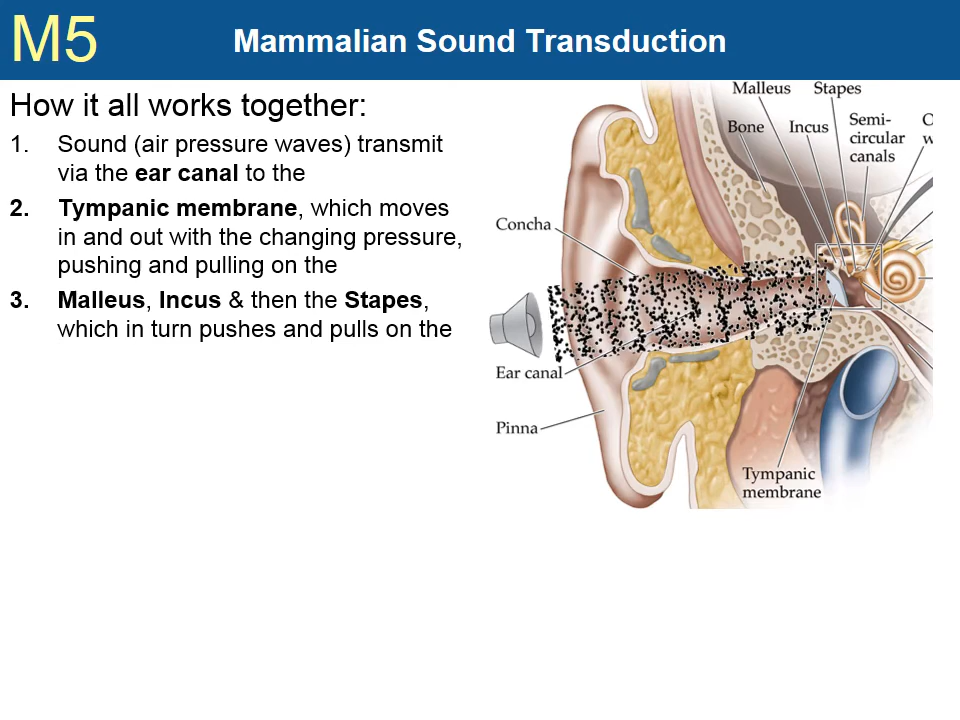 M5
Mammalian Sound Transduction
How it all works together:
1. Sound (air pressure waves) transmit
via the ear canal to the
2. Tympanic membrane, which moves
in and out with the changing pressure,
pushing and pulling on the
3. Malleus, Incus & then the Stapes,
which in turn pushes and pulls on the
Malleus
Stapes
Bone
Incus
Semi-
circular
canals
Concha
Ear canal
Pinna
Tympanic
membrane